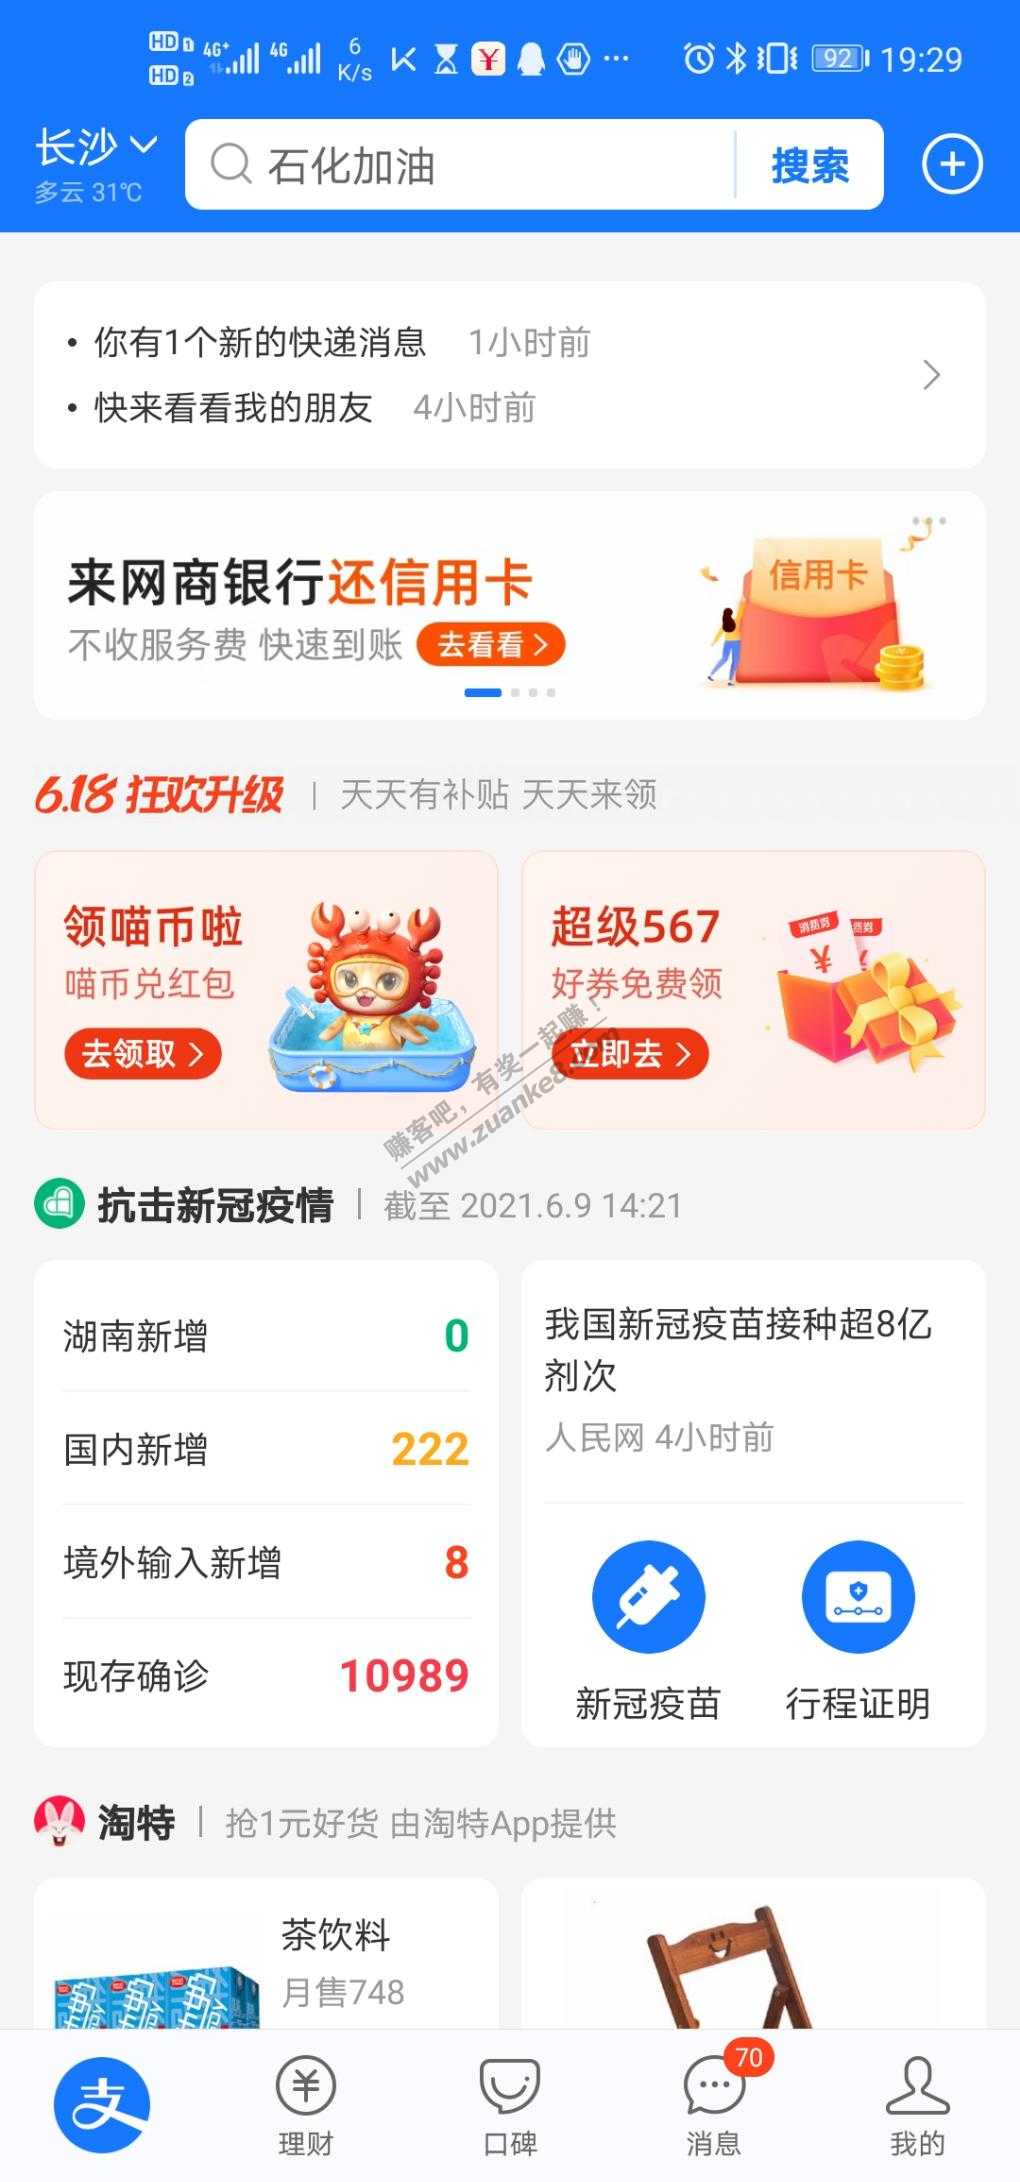 HD 1 4G+ 4G 6 K/s ¥ 92 19:29
HD 2
长沙 石化加油 搜索
多云 31℃
• 你有1个新的快递消息 1小时前
• 快来看看我的朋友 4小时前
来网商银行还信用卡
不收服务费 快速到账 去看看 >
信用卡
6.18 狂欢升级 | 天天有补贴 天天来领
领喵币啦
喵币兑红包
去领取 >
超级567
好券免费领
立即去 >
消费券
¥
赚客吧，有奖一起赚！
www.zuanke8.com
抗击新冠疫情 | 截至 2021.6.9 14:21
湖南新增 0
国内新增 222
境外输入新增 8
现存确诊 10989
我国新冠疫苗接种超8亿
剂次
人民网 4小时前
新冠疫苗 行程证明
淘特 | 抢1元好货 由淘特App提供
茶饮料
月售748
支
理财
口碑
70
消息
我的